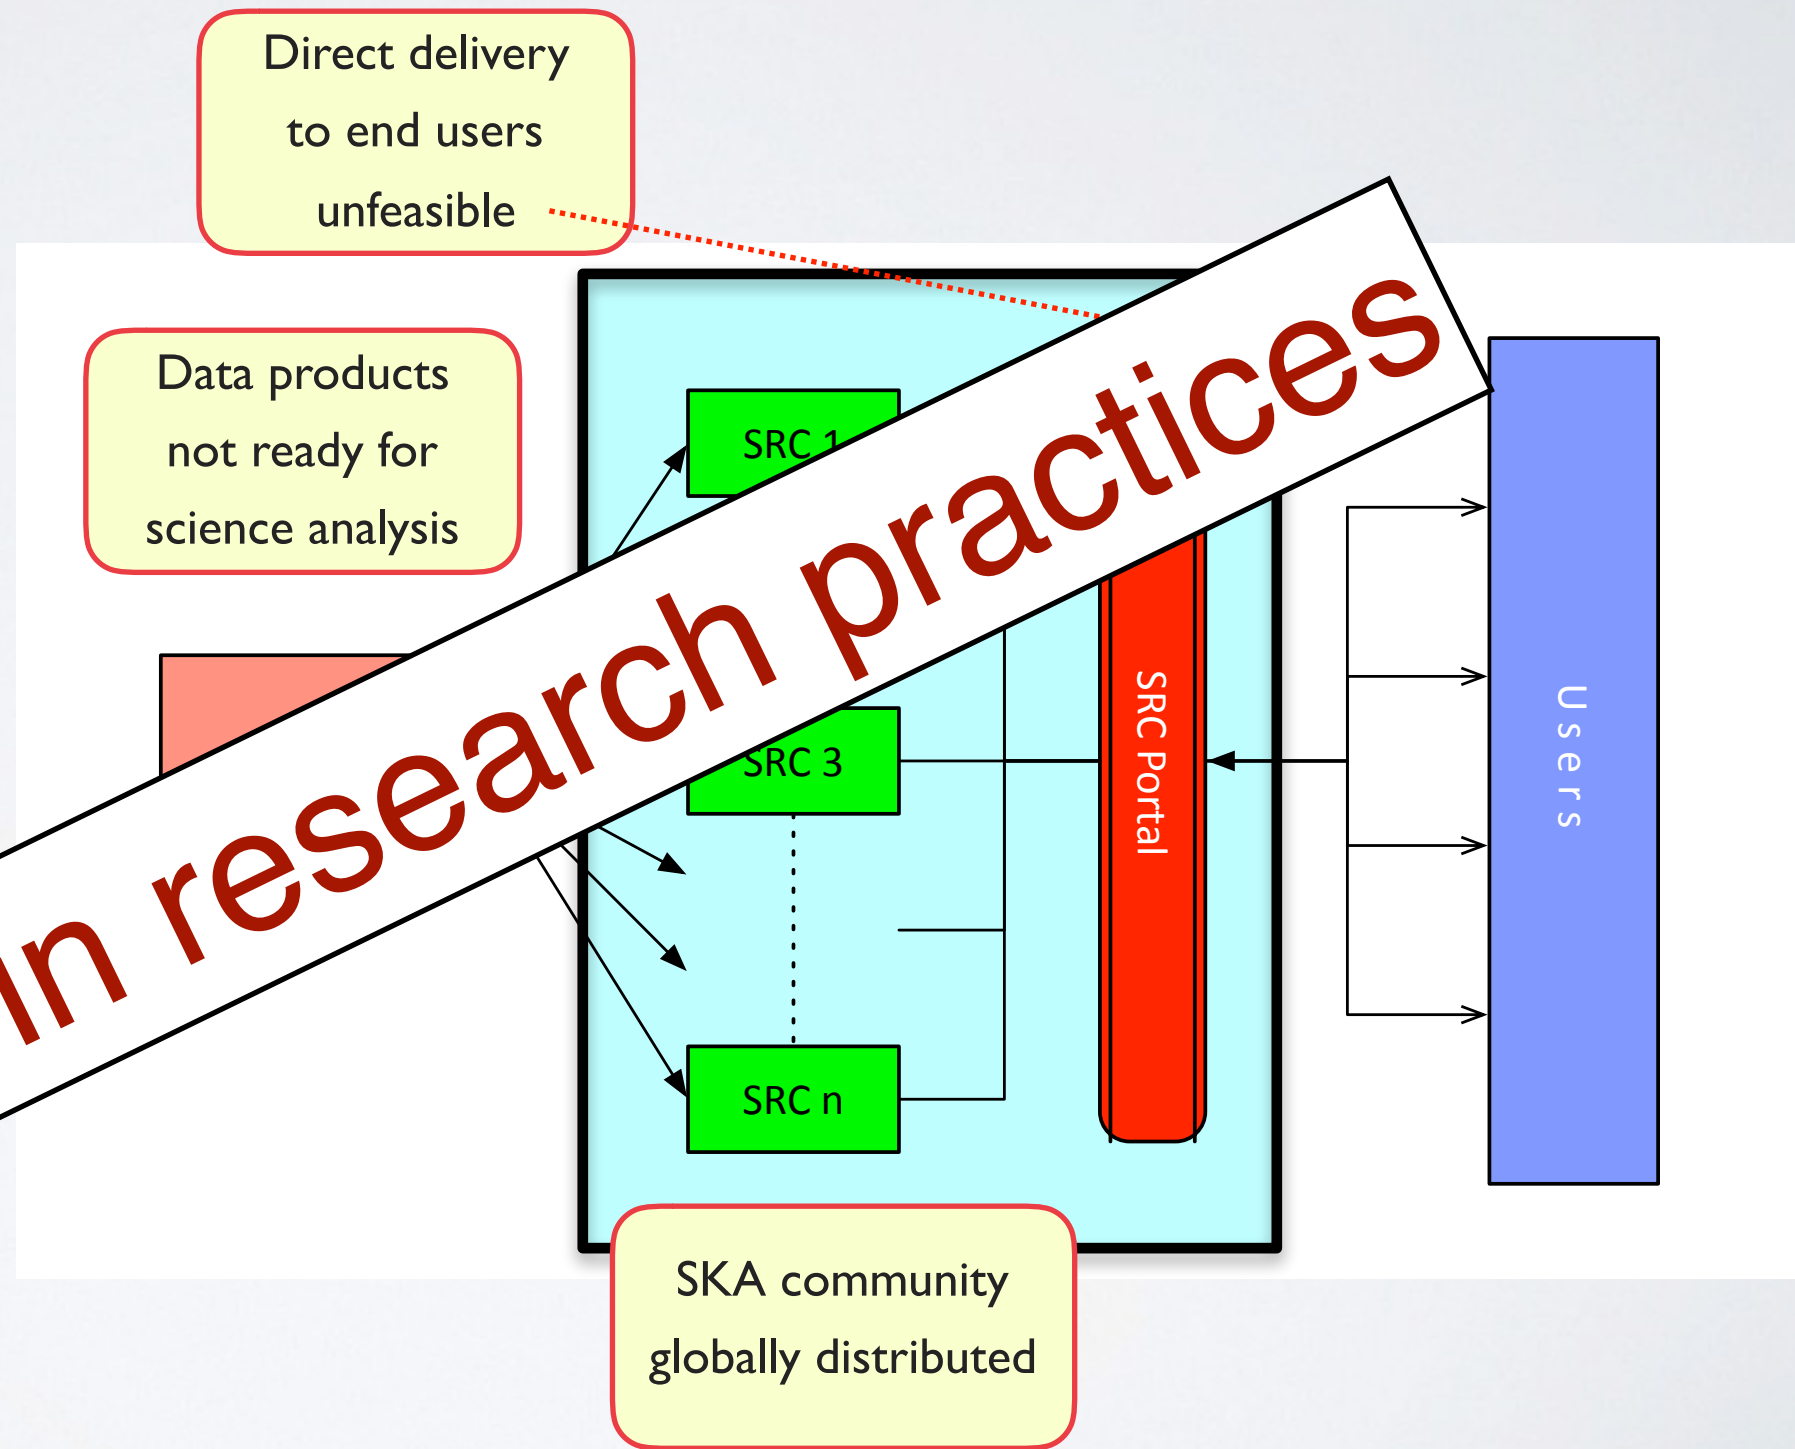 Direct delivery
to end users
unfeasible
Data products
not ready for
science analysis
SRC 1
in research practices
SRC 3
SRC Portal
Users
SRC n
SKA community
globally distributed